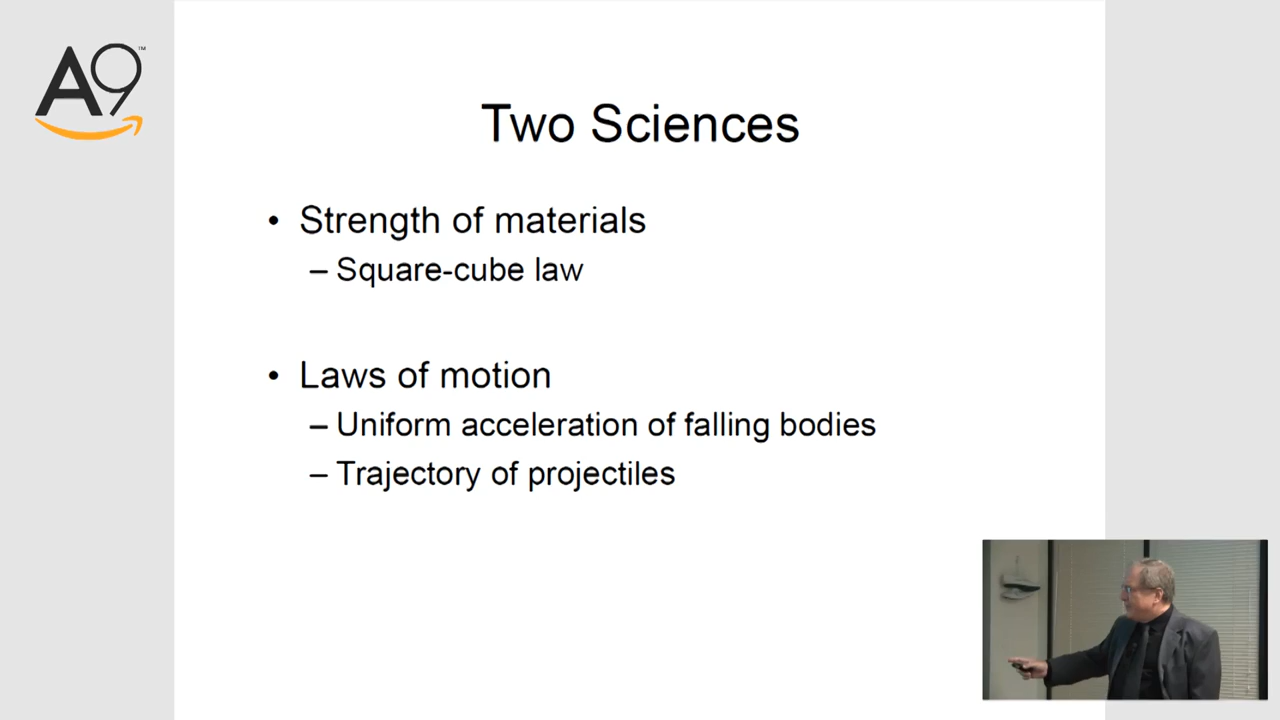 A9™
Two Sciences
• Strength of materials
– Square-cube law
• Laws of motion
– Uniform acceleration of falling bodies
– Trajectory of projectiles